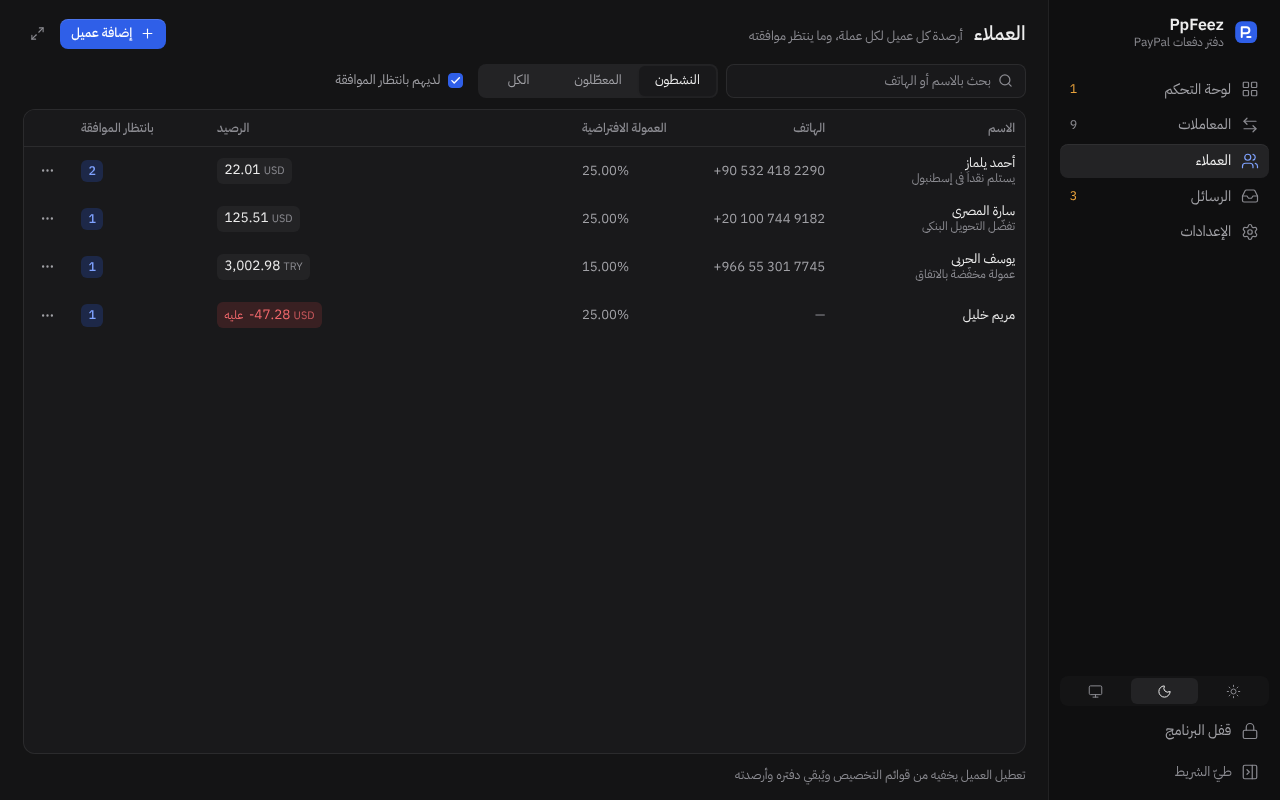 PpFeez
دفتر دفعات PayPal
لوحة التحكم 1
المعاملات 9
العملاء
الرسائل 3
الإعدادات
قفل البرنامج
طيّ الشريط
العملاء أرصدة كل عميل لكل عملة، وما ينتظر موافقته
+ إضافة عميل
بحث بالاسم أو الهاتف
النشطون المعطّلون الكل
لديهم بانتظار الموافقة
الاسم الهاتف العمولة الافتراضية الرصيد بانتظار الموافقة
أحمد يلماز +90 532 418 2290 25.00% 22.01 USD 2
يستلم نقداً في إسطنبول
سارة المصري +20 100 744 9182 25.00% 125.51 USD 1
تفضّل التحويل البنكي
يوسف الحربي +966 55 301 7745 15.00% 3,002.98 TRY 1
عمولة مخفّضة بالاتفاق
مريم خليل — 25.00% عليه -47.28 USD 1
تعطيل العميل يخفيه من قوائم التخصيص ويُبقي دفتره وأرصدته